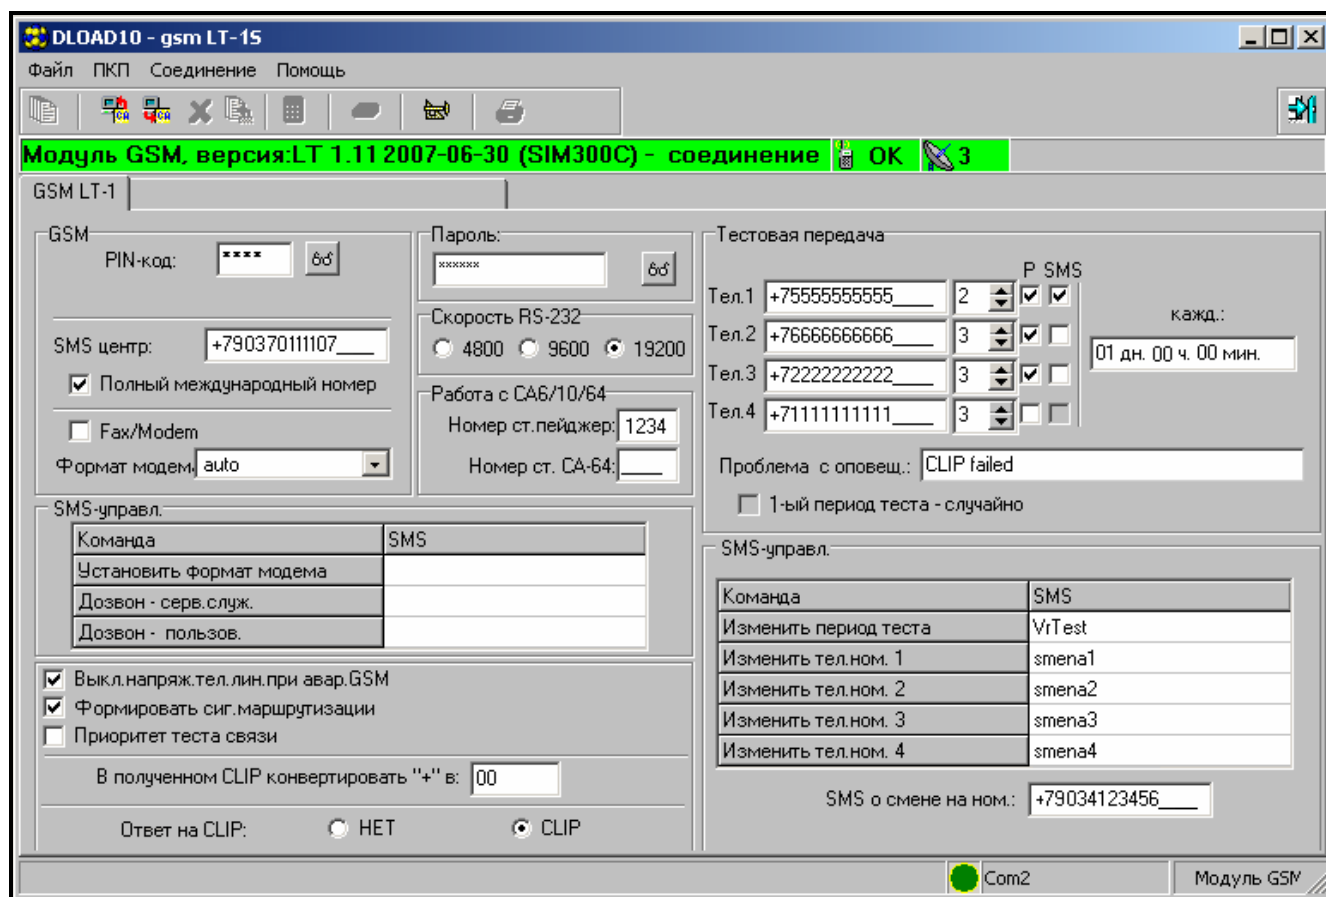 DLOAD10 - gsm LT-1S
Файл ПКП Соединение Помощь
Модуль GSM, версия:LT 1.11 2007-06-30 (SIM300C) - соединение OK 3
GSM LT-1
GSM
PIN-код: ****
SMS центр: +790370111107____
Полный международный номер
Fax/Modem
Формат модем. auto
Пароль:
******
Скорость RS-232
4800 9600 19200
Работа с CA6/10/64
Номер ст.пейджер: 1234
Номер ст. CA-64: ____
Тестовая передача
P SMS
Тел.1 +75555555555____ 2
Тел.2 +76666666666____ 3
Тел.3 +72222222222____ 3
Тел.4 +71111111111____ 3
кажд.:
01 дн. 00 ч. 00 мин.
Проблема с оповещ.: CLIP failed
1-ый период теста - случайно
SMS-управл.
Команда SMS
Установить формат модема
Дозвон - серв.служ.
Дозвон - пользов.
Выкл.напряж.тел.лин.при авар.GSM
Формировать сиг.маршрутизации
Приоритет теста связи
В полученном CLIP конвертировать "+" в: 00
Ответ на CLIP: НЕТ CLIP
SMS-управл.
Команда SMS
Изменить период теста VrTest
Изменить тел.ном. 1 smena1
Изменить тел.ном. 2 smena2
Изменить тел.ном. 3 smena3
Изменить тел.ном. 4 smena4
SMS о смене на ном.: +79034123456____
Com2 Модуль GSM